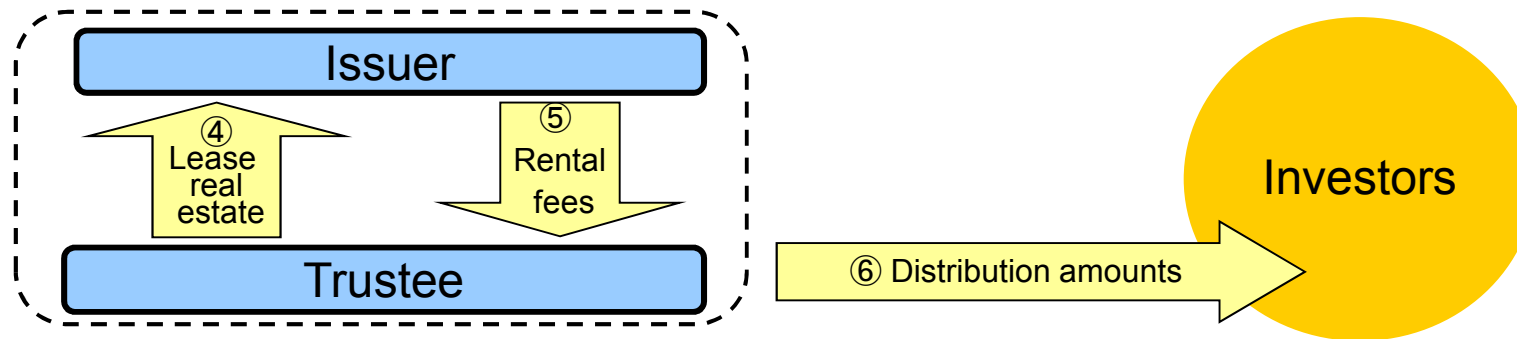 Issuer
④
Lease
real
estate
⑤
Rental
fees
Trustee
⑥ Distribution amounts
Investors